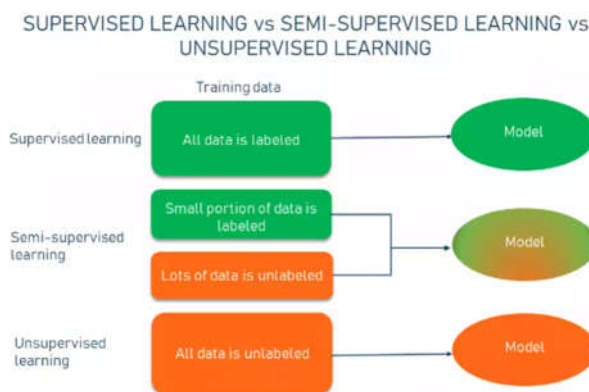 SUPERVISED LEARNING vs SEMI-SUPERVISED LEARNING vs
UNSUPERVISED LEARNING
Training data
Supervised learning
All data is labeled
Model
Small portion of data is
labeled
Semi-supervised
learning
Model
Lots of data is unlabeled
Unsupervised
learning
All data is unlabeled
Model